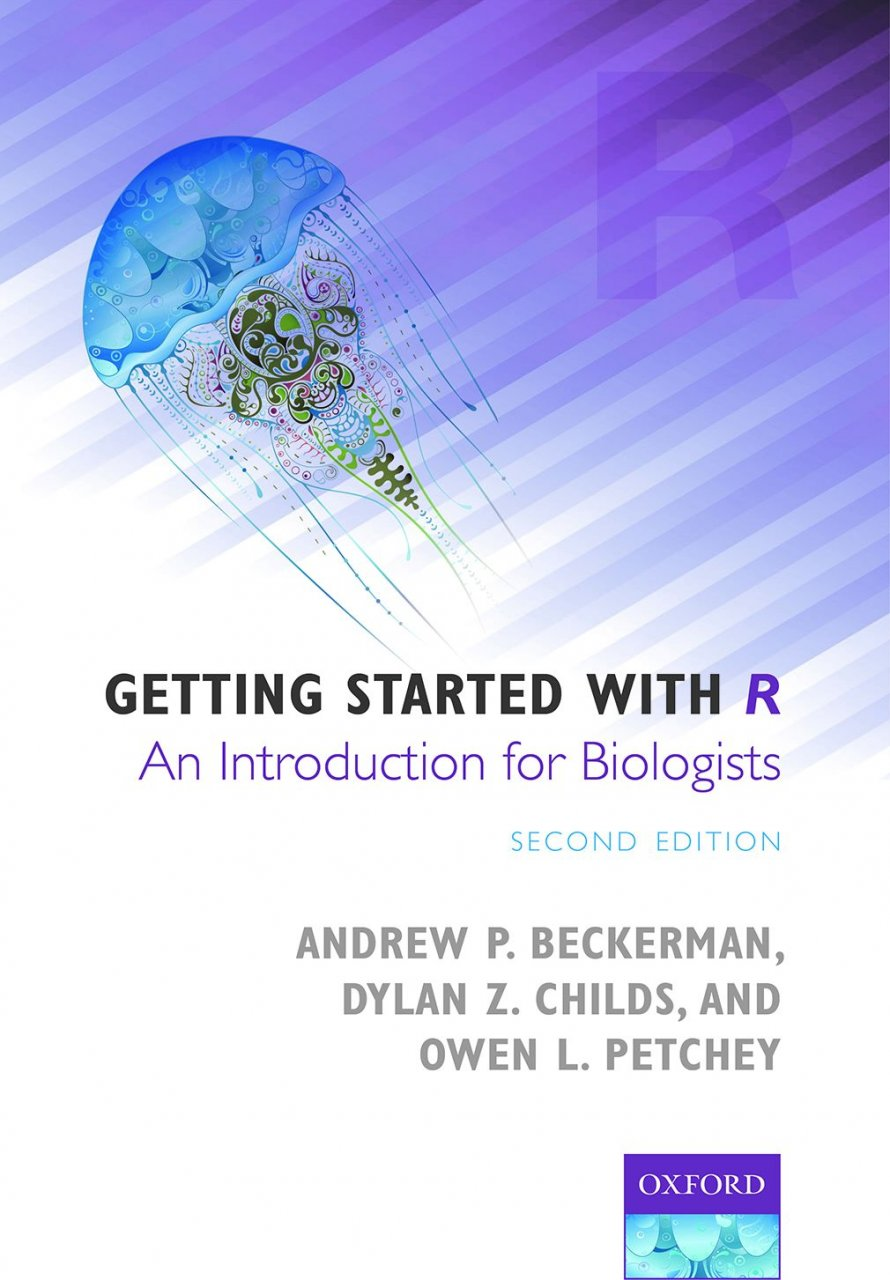 R
GETTING STARTED WITH R
An Introduction for Biologists
SECOND EDITION
ANDREW P. BECKERMAN,
DYLAN Z. CHILDS, AND
OWEN L. PETCHEY
OXFORD